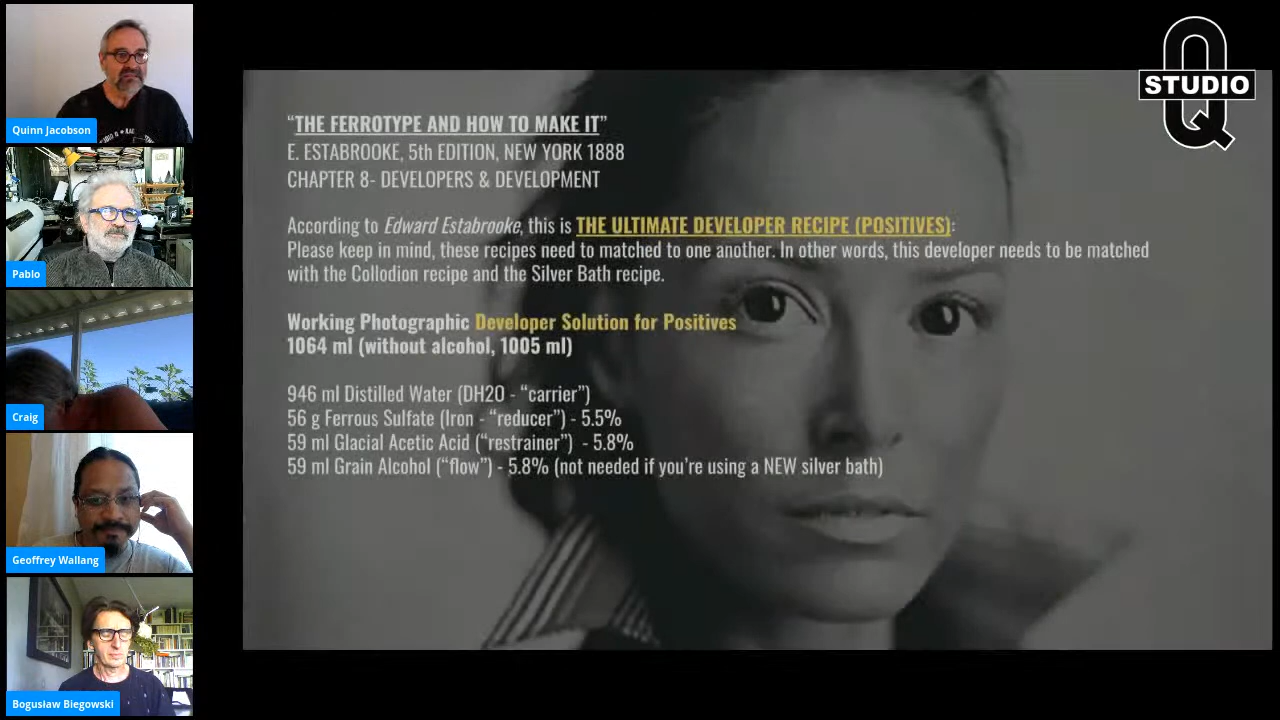 Quinn Jacobson
Pablo
Craig
Geoffrey Wallang
Bogusław Biegowski
STUDIO
Q
“THE FERROTYPE AND HOW TO MAKE IT”
E. ESTABROOKE, 5th EDITION, NEW YORK 1888
CHAPTER 8- DEVELOPERS & DEVELOPMENT
According to Edward Estabrooke, this is THE ULTIMATE DEVELOPER RECIPE (POSITIVES):
Please keep in mind, these recipes need to matched to one another. In other words, this developer needs to be matched
with the Collodion recipe and the Silver Bath recipe.
Working Photographic Developer Solution for Positives
1064 ml (without alcohol, 1005 ml)
946 ml Distilled Water (DH2O - “carrier”)
56 g Ferrous Sulfate (Iron - “reducer”) - 5.5%
59 ml Glacial Acetic Acid (“restrainer”) - 5.8%
59 ml Grain Alcohol (“flow”) - 5.8% (not needed if you’re using a NEW silver bath)